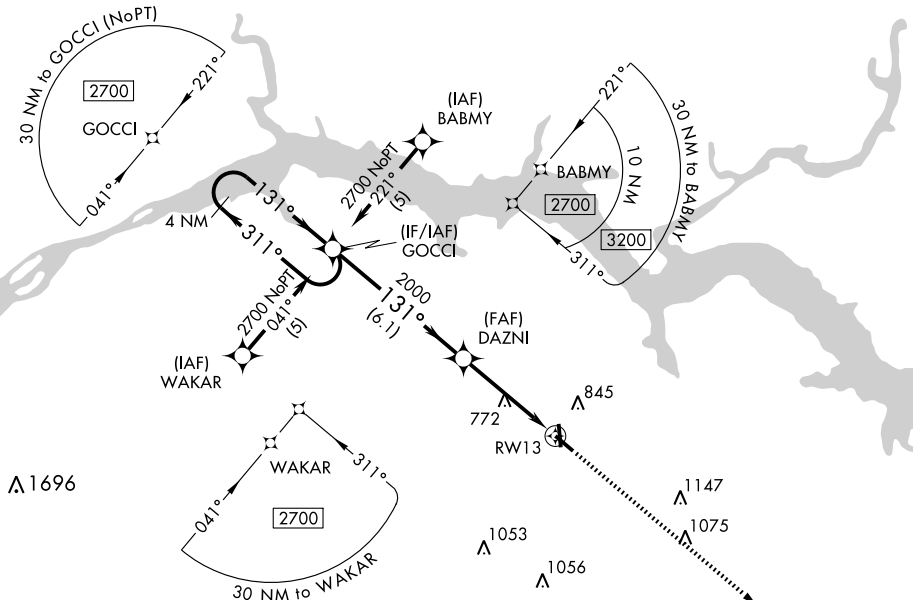 30 NM to GOCCI (NoPT)
2700
221°
GOCCI
041°
(IAF)
BABMY
2700 NoPT
221°
(5)
221°
30 NM to BABMY
10 NM
BABMY
2700
3200
311°
131°
4 NM
311°
(IF/IAF)
GOCCI
2700 NoPT
041°
(5)
(IAF)
WAKAR
2000
131°
(6.1)
(FAF)
DAZNI
772
845
RW13
WAKAR
311°
041°
2700
30 NM to WAKAR
1696
1147
1075
1053
1056